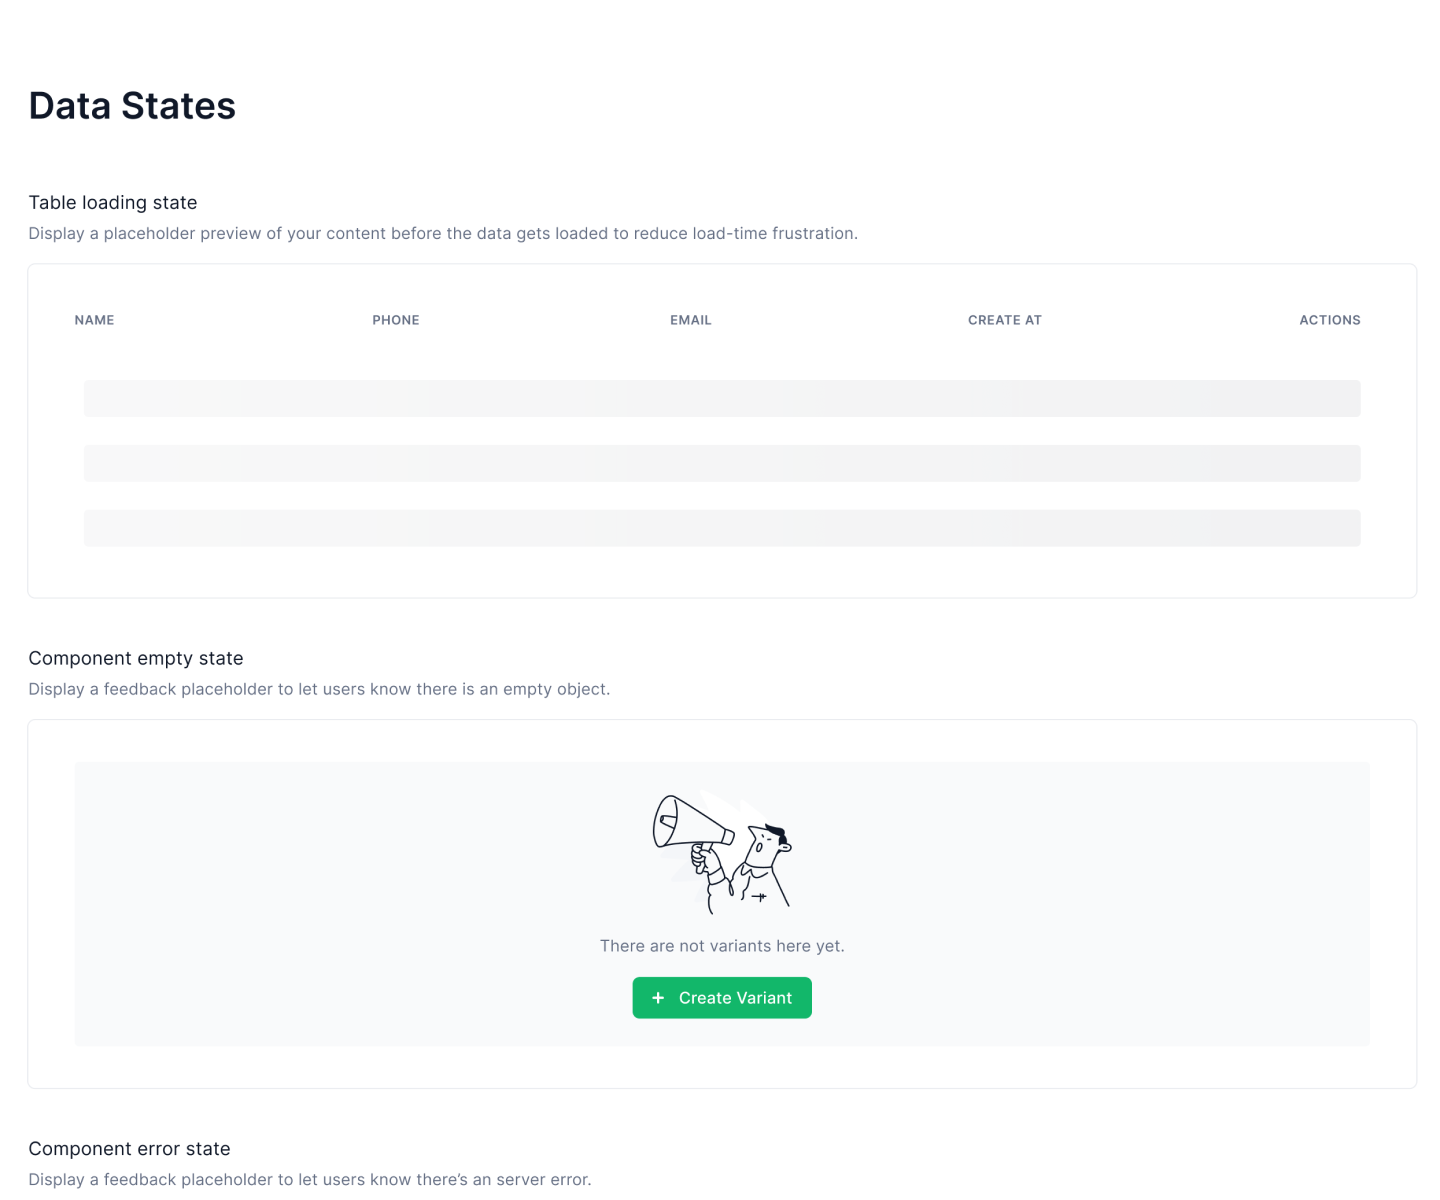 Data States
Table loading state
Display a placeholder preview of your content before the data gets loaded to reduce load-time frustration.
NAME PHONE EMAIL CREATE AT ACTIONS
Component empty state
Display a feedback placeholder to let users know there is an empty object.
There are not variants here yet.
+ Create Variant
Component error state
Display a feedback placeholder to let users know there’s an server error.